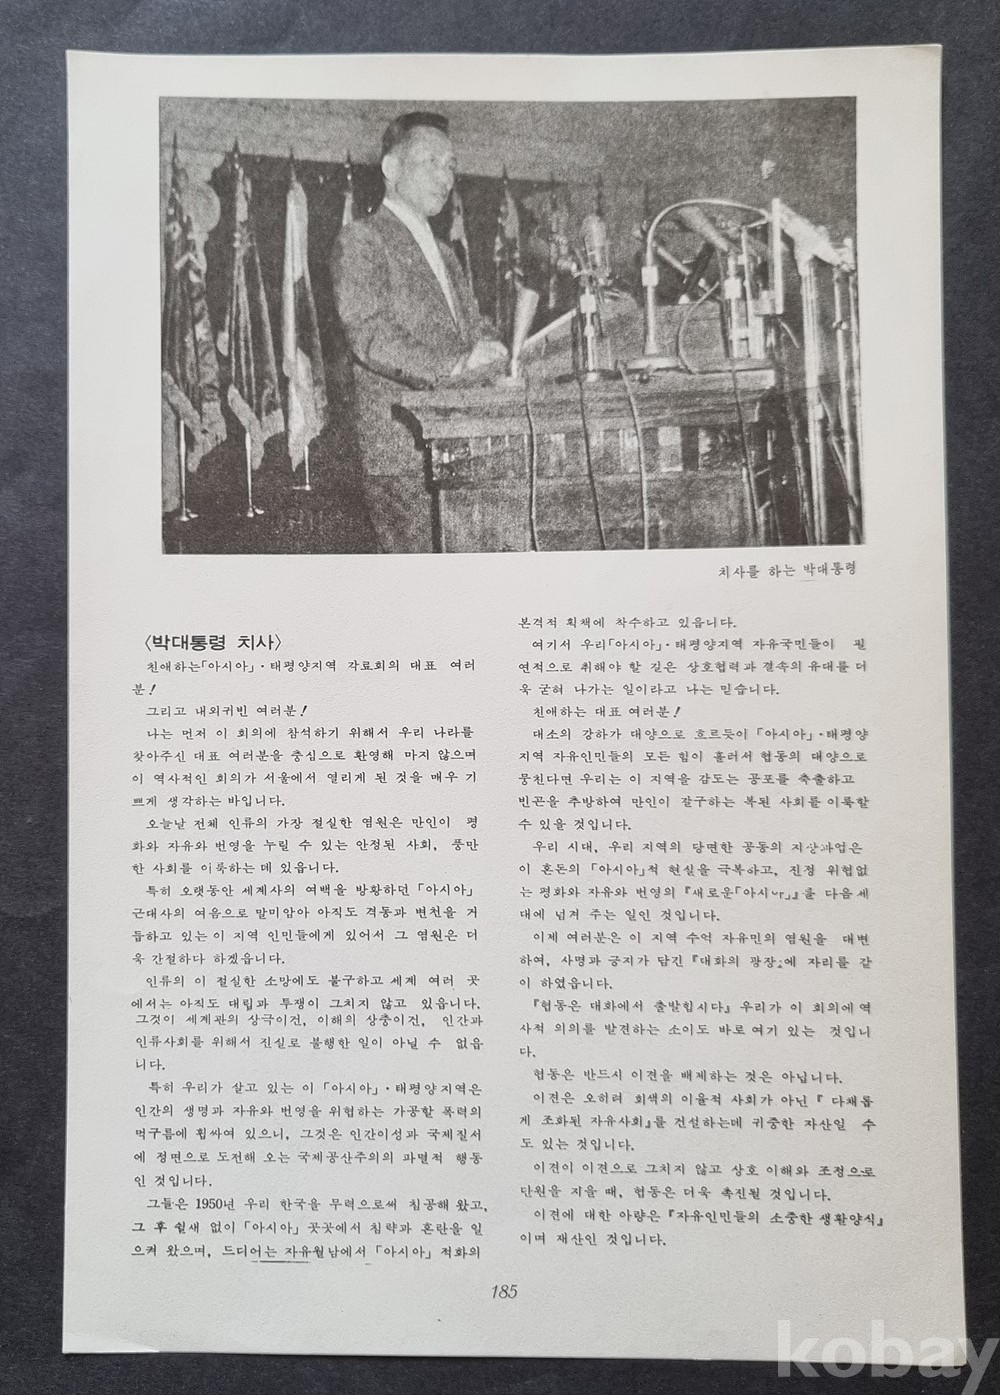 치사를 하는 박대통령
〈박대통령 치사〉
친애하는「아시아」·태평양지역 각료회의 대표 여러
분!
그리고 내외귀빈 여러분!
나는 먼저 이 회의에 참석하기 위해서 우리 나라를
찾아주신 대표 여러분을 충심으로 환영해 마지 않으며
이 역사적인 회의가 서울에서 열리게 된 것을 매우 기
쁘게 생각하는 바입니다.
오늘날 전체 인류의 가장 절실한 염원은 만인이 평
화와 자유와 번영을 누릴 수 있는 안정된 사회, 풍만
한 사회를 이룩하는 데 있읍니다.
특히 오랫동안 세계사의 여백을 방황하던 「아시아」
근대사의 여음으로 말미암아 아직도 격동과 변천을 거
듭하고 있는 이 지역 인민들에게 있어서 그 염원은 더
욱 간절하다 하겠읍니다.
인류의 이 절실한 소망에도 불구하고 세계 여러 곳
에서는 아직도 대립과 투쟁이 그치지 않고 있읍니다.
그것이 세계관의 상극이건, 이해의 상충이건, 인간과
인류사회를 위해서 진실로 불행한 일이 아닐 수 없읍
니다.
특히 우리가 살고 있는 이 「아시아」·태평양지역은
인간의 생명과 자유와 번영을 위협하는 가공할 폭력의
먹구름에 휩싸여 있으니, 그것은 인간이성과 국제질서
에 정면으로 도전해 오는 국제공산주의의 파멸적 행동
인 것입니다.
그들은 1950년 우리 한국을 무력으로써 침공해 왔고,
그 후 쉴새 없이 「아시아」 곳곳에서 침략과 혼란을 일
으켜 왔으며, 드디어는 자유월남에서 「아시아」 적화의
본격적 획책에 착수하고 있읍니다.
여기서 우리「아시아」·태평양지역 자유국민들이 필
연적으로 취해야 할 길은 상호협력과 결속의 유대를 더
욱 굳혀 나가는 일이라고 나는 믿습니다.
친애하는 대표 여러분!
대소의 강하가 대양으로 흐르듯이 「아시아」·태평양
지역 자유인민들의 모든 힘이 흘러서 협동의 대양으로
뭉친다면 우리는 이 지역을 감도는 공포를 축출하고
빈곤을 추방하여 만인이 갈구하는 복된 사회를 이룩할
수 있을 것입니다.
우리 시대, 우리 지역의 당면한 공동의 지상과업은
이 혼돈의 「아시아」적 현실을 극복하고, 진정 위협없
는 평화와 자유와 번영의 『새로운「아시아」』를 다음 세
대에 넘겨 주는 일인 것입니다.
이제 여러분은 이 지역 수억 자유민의 염원을 대변
하여, 사명과 긍지가 담긴 『대화의 광장』에 자리를 같
이 하였읍니다.
『협동은 대화에서 출발합시다』 우리가 이 회의에 역
사적 의의를 발견하는 소이도 바로 여기 있는 것입니
다.
협동은 반드시 이견을 배제하는 것은 아닙니다.
이견은 오히려 회색의 이율적 사회가 아닌『 다채롭
게 조화된 자유사회』를 건설하는데 귀중한 자산일 수
도 있는 것입니다.
이견이 이견으로 그치지 않고 상호 이해와 조정으로
단원을 지을 때, 협동은 더욱 촉진될 것입니다.
이견에 대한 아량은『자유인민들의 소중한 생활양식』
이며 재산인 것입니다.
185
kobay